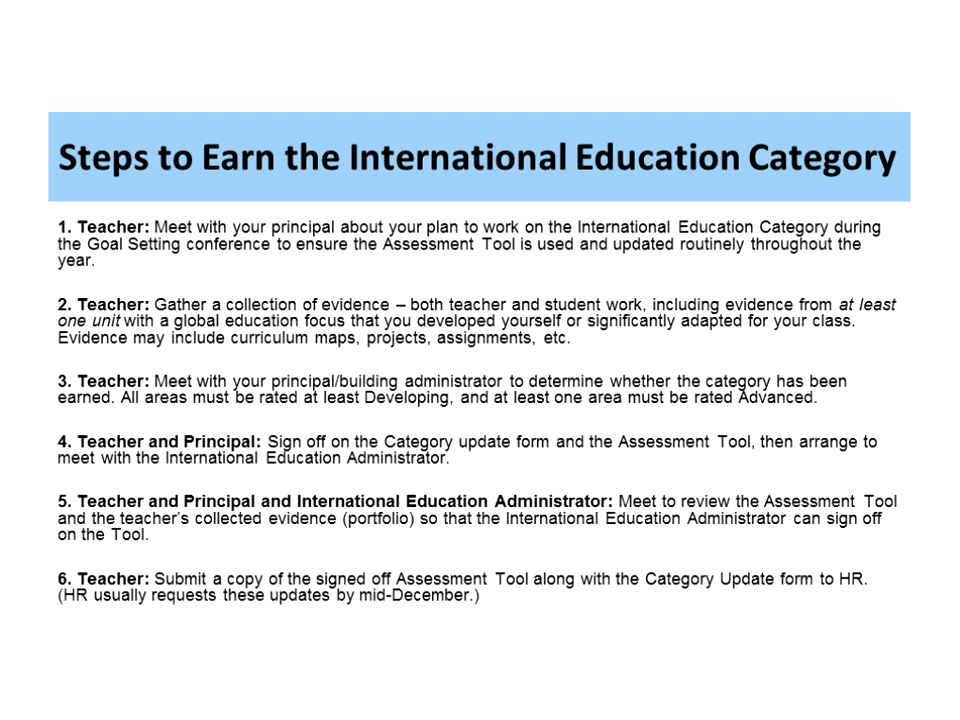 Steps to Earn the International Education Category
1. Teacher: Meet with your principal about your plan to work on the International Education Category during
the Goal Setting conference to ensure the Assessment Tool is used and updated routinely throughout the
year.
2. Teacher: Gather a collection of evidence – both teacher and student work, including evidence from at least
one unit with a global education focus that you developed yourself or significantly adapted for your class.
Evidence may include curriculum maps, projects, assignments, etc.
3. Teacher: Meet with your principal/building administrator to determine whether the category has been
earned. All areas must be rated at least Developing, and at least one area must be rated Advanced.
4. Teacher and Principal: Sign off on the Category update form and the Assessment Tool, then arrange to
meet with the International Education Administrator.
5. Teacher and Principal and International Education Administrator: Meet to review the Assessment Tool
and the teacher’s collected evidence (portfolio) so that the International Education Administrator can sign off
on the Tool.
6. Teacher: Submit a copy of the signed off Assessment Tool along with the Category Update form to HR.
(HR usually requests these updates by mid-December.)